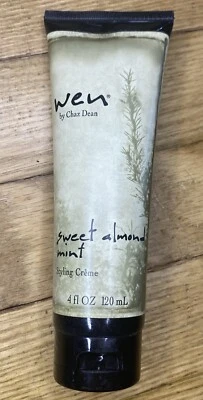 wen®
by Chaz Dean
sweet almond
mint
Styling Crème
4 fl OZ 120 mL